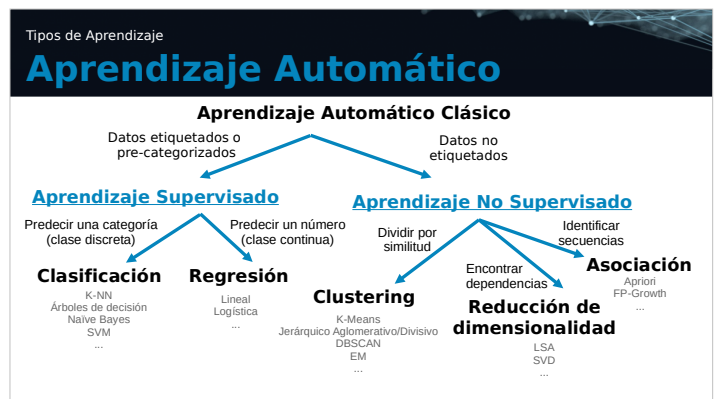 Tipos de Aprendizaje
Aprendizaje Automático
Aprendizaje Automático Clásico
Datos etiquetados o
pre-categorizados
Datos no
etiquetados
Aprendizaje Supervisado
Predecir una categoría
(clase discreta)
Predecir un número
(clase continua)
Clasificación
K-NN
Árboles de decisión
Naïve Bayes
SVM
...
Regresión
Lineal
Logística
...
Aprendizaje No Supervisado
Dividir por
similitud
Encontrar
dependencias
Identificar
secuencias
Clustering
K-Means
Jerárquico Aglomerativo/Divisivo
DBSCAN
EM
...
Reducción de
dimensionalidad
LSA
SVD
...
Asociación
Apriori
FP-Growth
...